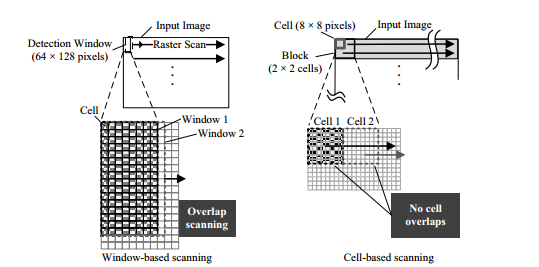 Input Image
Detection Window
(64 × 128 pixels)
Raster Scan
Cell
Window 1
Window 2
Overlap
scanning
Window-based scanning
Cell (8 × 8 pixels)
Input Image
Block
(2 × 2 cells)
Cell 1 Cell 2
No cell
overlaps
Cell-based scanning